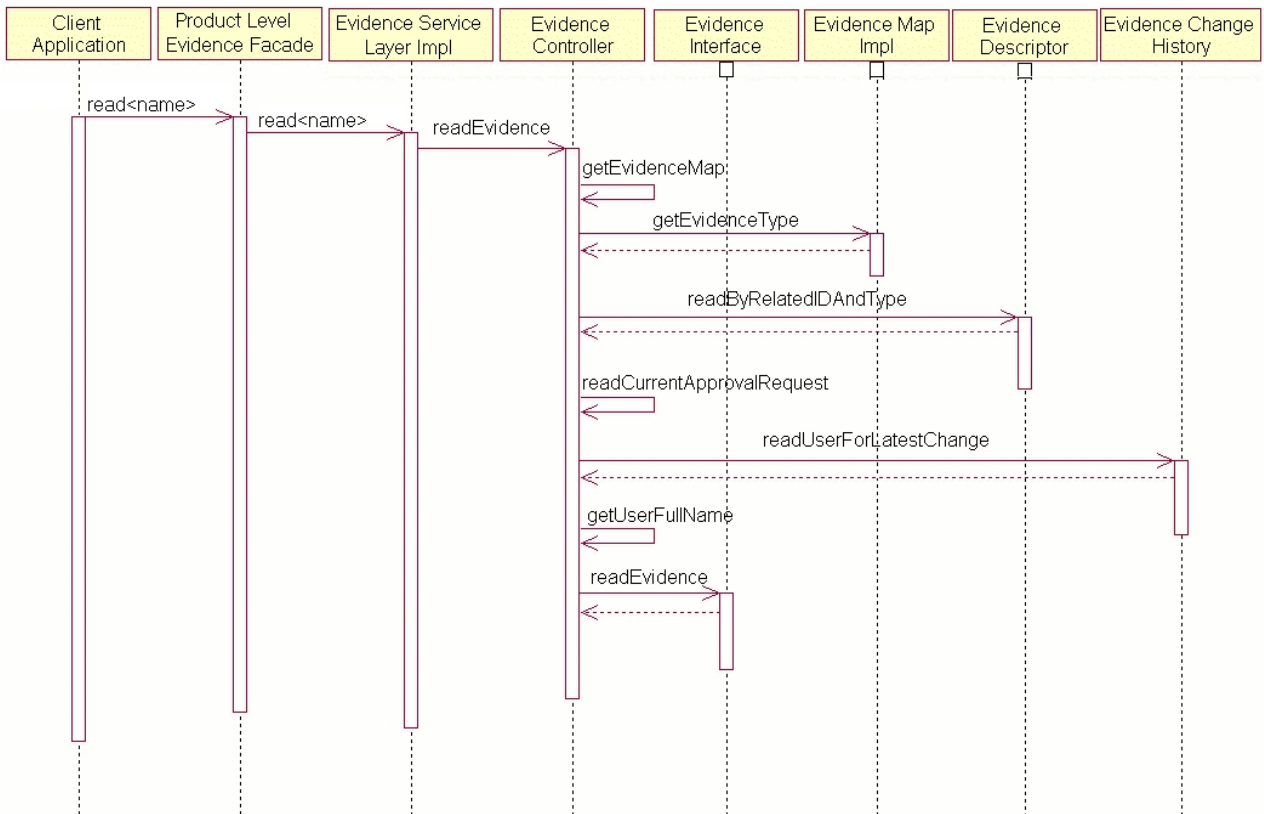 Client
Application
Product Level
Evidence Facade
Evidence Service
Layer Impl
Evidence
Controller
Evidence
Interface
Evidence Map
Impl
Evidence
Descriptor
Evidence Change
History
read<name>
read<name>
readEvidence
getEvidenceMap
getEvidenceType
readByRelatedIDAndType
readCurrentApprovalRequest
readUserForLatestChange
getUserFullName
readEvidence